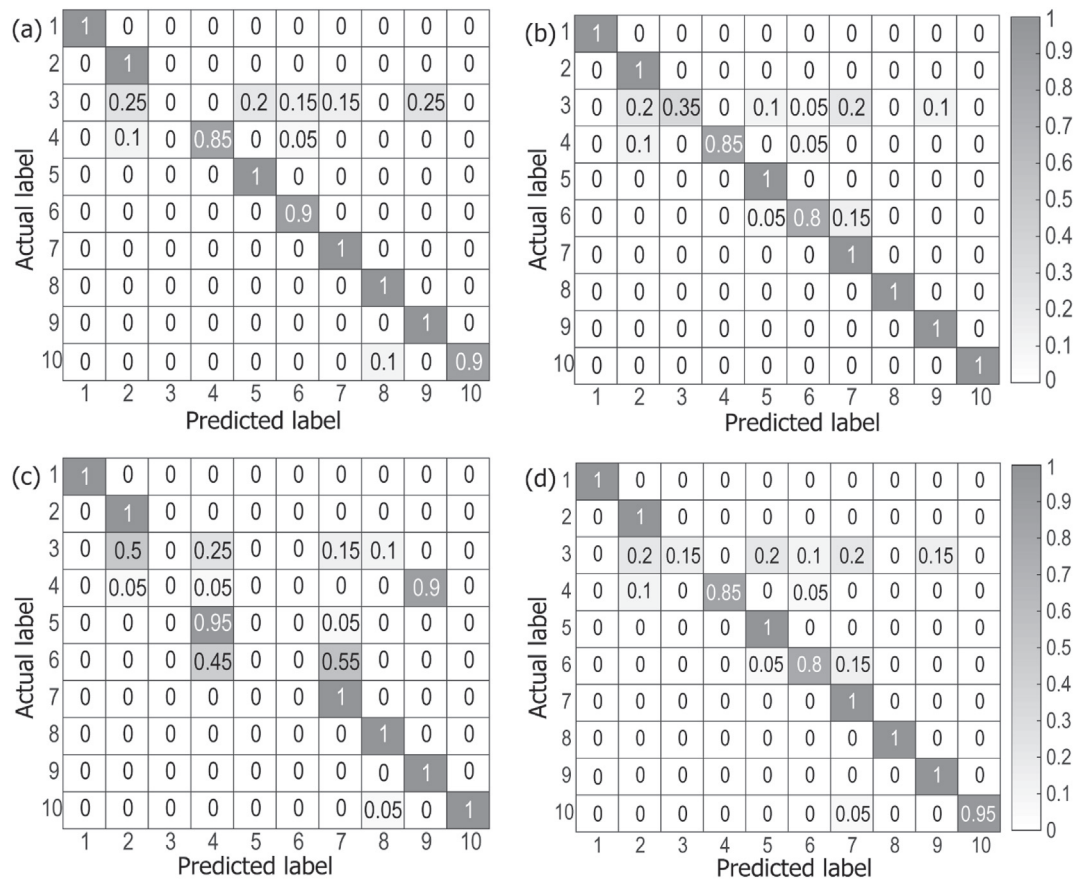 (a)
1 1 0 0 0 0 0 0 0 0 0
2 0 1 0 0 0 0 0 0 0 0
3 0 0.25 0 0 0.2 0.15 0.15 0 0.25 0
4 0 0.1 0 0.85 0 0.05 0 0 0 0
5 0 0 0 0 1 0 0 0 0 0
6 0 0 0 0 0 0.9 0 0 0 0
7 0 0 0 0 0 0 1 0 0 0
8 0 0 0 0 0 0 0 1 0 0
9 0 0 0 0 0 0 0 0 1 0
10 0 0 0 0 0 0 0 0.1 0 0.9
1 2 3 4 5 6 7 8 9 10
Predicted label
Actual label
(b)
1 1 0 0 0 0 0 0 0 0 0
2 0 1 0 0 0 0 0 0 0 0
3 0 0.2 0.35 0 0.1 0.05 0.2 0 0.1 0
4 0 0.1 0 0.85 0 0.05 0 0 0 0
5 0 0 0 0 1 0 0 0 0 0
6 0 0 0 0 0.05 0.8 0.15 0 0 0
7 0 0 0 0 0 0 1 0 0 0
8 0 0 0 0 0 0 0 1 0 0
9 0 0 0 0 0 0 0 0 1 0
10 0 0 0 0 0 0 0 0 0 1
1 2 3 4 5 6 7 8 9 10
Predicted label
Actual label
1
0.9
0.8
0.7
0.6
0.5
0.4
0.3
0.2
0.1
0
(c)
1 1 0 0 0 0 0 0 0 0 0
2 0 1 0 0 0 0 0 0 0 0
3 0 0.5 0 0.25 0 0 0.15 0.1 0 0
4 0 0.05 0 0.05 0 0 0 0 0.9 0
5 0 0 0 0.95 0 0 0.05 0 0 0
6 0 0 0 0.45 0 0 0.55 0 0 0
7 0 0 0 0 0 0 1 0 0 0
8 0 0 0 0 0 0 0 1 0 0
9 0 0 0 0 0 0 0 0 1 0
10 0 0 0 0 0 0 0 0.05 0 1
1 2 3 4 5 6 7 8 9 10
Predicted label
Actual label
(d)
1 1 0 0 0 0 0 0 0 0 0
2 0 1 0 0 0 0 0 0 0 0
3 0 0.2 0.15 0 0.2 0.1 0.2 0 0.15 0
4 0 0.1 0 0.85 0 0.05 0 0 0 0
5 0 0 0 0 1 0 0 0 0 0
6 0 0 0 0 0.05 0.8 0.15 0 0 0
7 0 0 0 0 0 0 1 0 0 0
8 0 0 0 0 0 0 0 1 0 0
9 0 0 0 0 0 0 0 0 1 0
10 0 0 0 0 0 0 0.05 0 0 0.95
1 2 3 4 5 6 7 8 9 10
Predicted label
Actual label
1
0.9
0.8
0.7
0.6
0.5
0.4
0.3
0.2
0.1
0